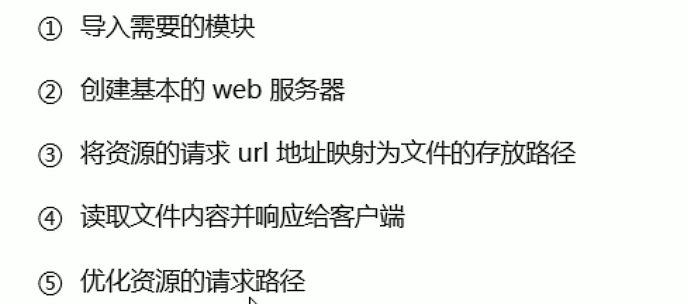 ① 导入需要的模块
② 创建基本的 web 服务器
③ 将资源的请求 url 地址映射为文件的存放路径
④ 读取文件内容并响应给客户端
⑤ 优化资源的请求路径